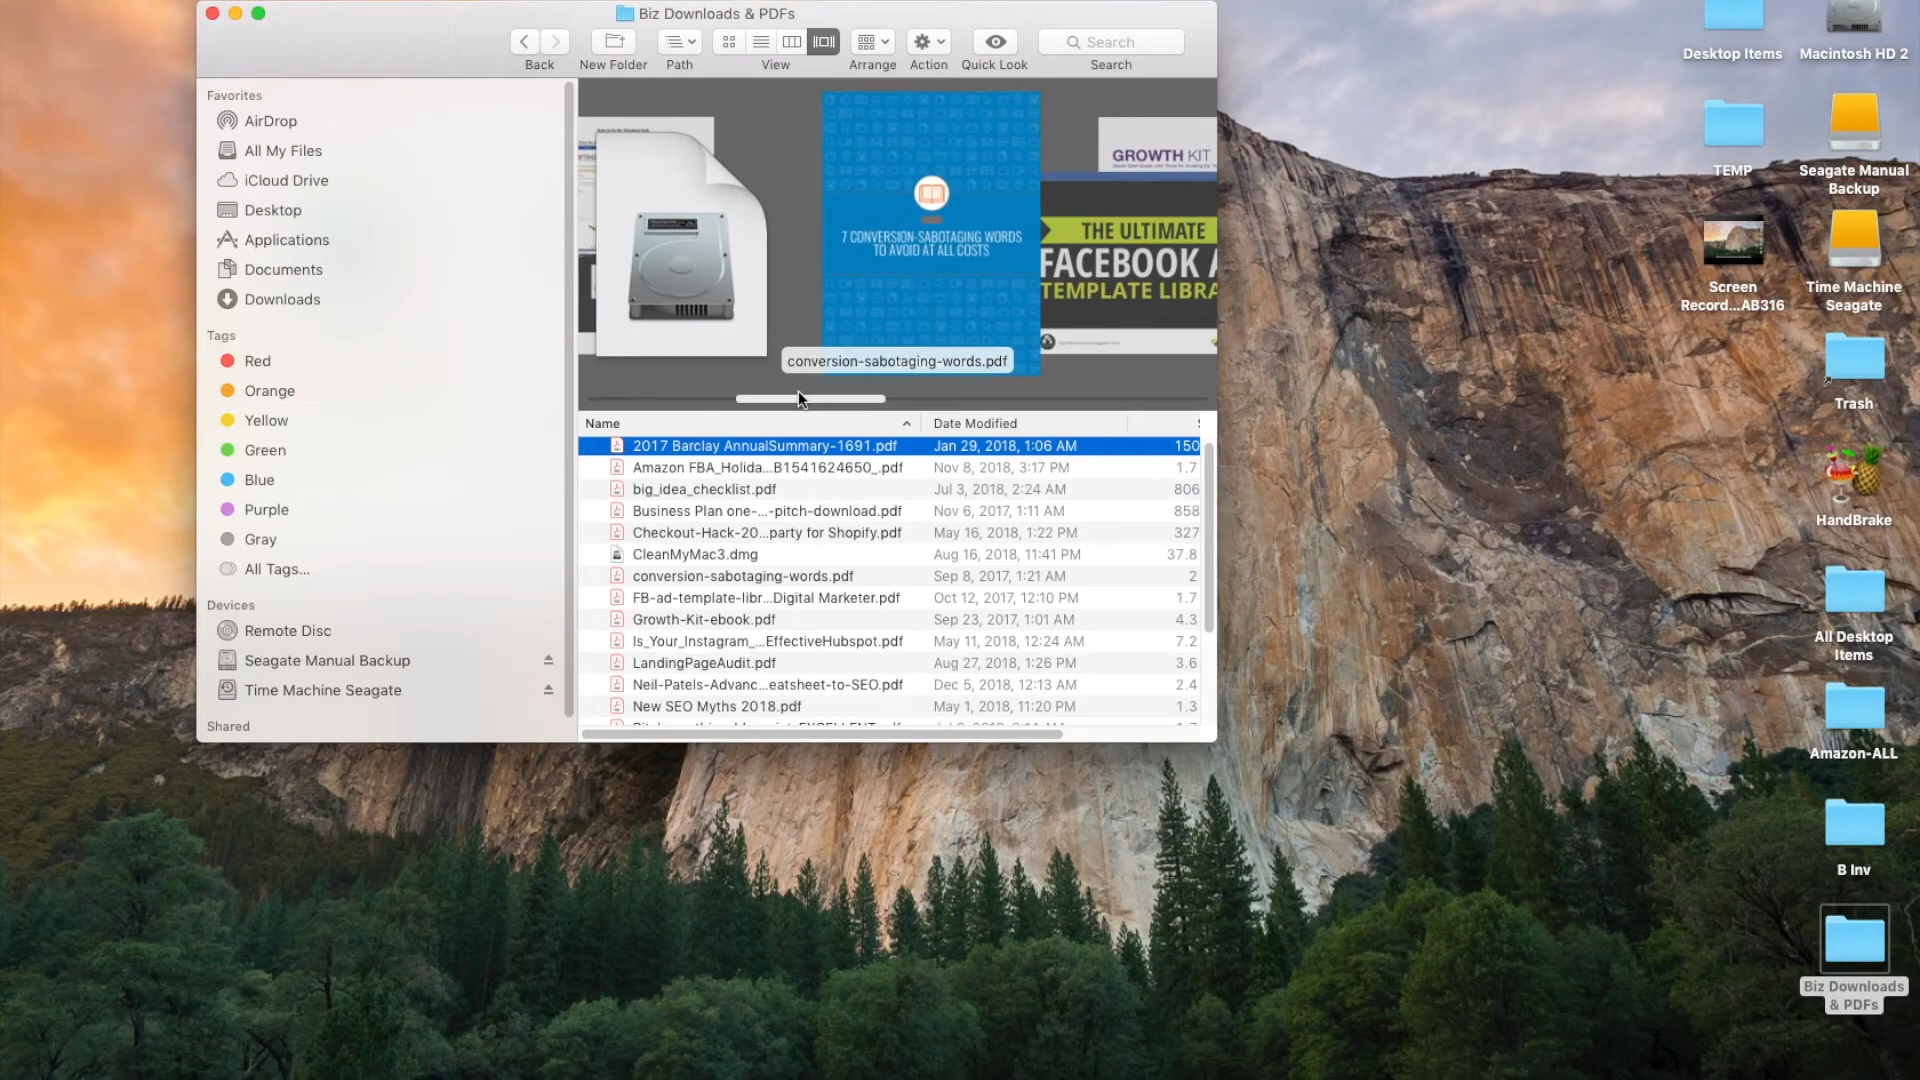 Biz Downloads & PDFs
Back
New Folder
Path
View
Arrange
Action
Quick Look
Search
Search
Favorites
AirDrop
All My Files
iCloud Drive
Desktop
Applications
Documents
Downloads
Tags
Red
Orange
Yellow
Green
Blue
Purple
Gray
All Tags...
Devices
Remote Disc
Seagate Manual Backup
Time Machine Seagate
Shared
7 CONVERSION-SABOTAGING WORDS
TO AVOID AT ALL COSTS
GROWTH KIT
THE ULTIMATE
FACEBOOK A
TEMPLATE LIBRA
conversion-sabotaging-words.pdf
Name Date Modified
2017 Barclay AnnualSummary-1691.pdf Jan 29, 2018, 1:06 AM 150
Amazon FBA_Holida...B1541624650_.pdf Nov 8, 2018, 3:17 PM 1.7
big_idea_checklist.pdf Jul 3, 2018, 2:24 AM 806
Business Plan one-...-pitch-download.pdf Nov 6, 2017, 1:11 AM 858
Checkout-Hack-20...party for Shopify.pdf May 16, 2018, 1:22 PM 327
CleanMyMac3.dmg Aug 16, 2018, 11:41 PM 37.8
conversion-sabotaging-words.pdf Sep 8, 2017, 1:21 AM 2
FB-ad-template-libr...Digital Marketer.pdf Oct 12, 2017, 12:10 PM 1.7
Growth-Kit-ebook.pdf Sep 23, 2017, 1:01 AM 4.3
Is_Your_Instagram_...EffectiveHubspot.pdf May 11, 2018, 12:24 AM 7.2
LandingPageAudit.pdf Aug 27, 2018, 1:26 PM 3.6
Neil-Patels-Advanc...eatsheet-to-SEO.pdf Dec 5, 2018, 12:13 AM 2.4
New SEO Myths 2018.pdf May 1, 2018, 11:20 PM 1.3
Desktop Items
Macintosh HD 2
TEMP
Seagate Manual
Backup
Screen
Record...AB316
Time Machine
Seagate
Trash
HandBrake
All Desktop
Items
Amazon-ALL
B Inv
Biz Downloads
& PDFs